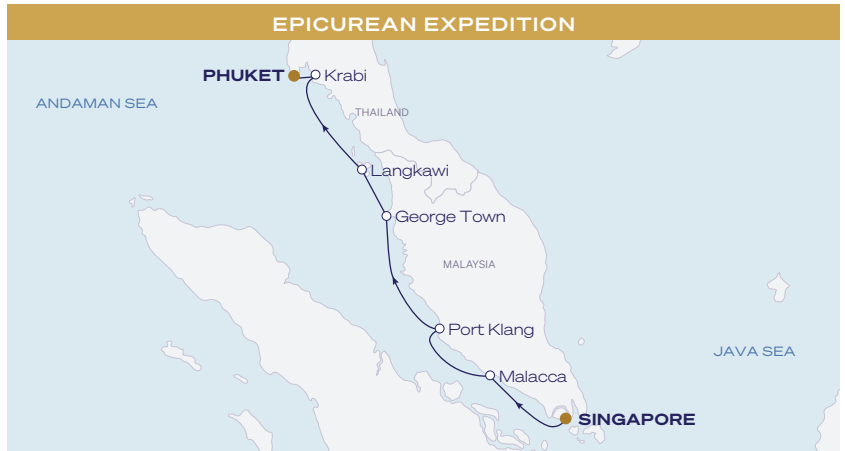 EPICUREAN EXPEDITION
PHUKET
Krabi
ANDAMAN SEA
THAILAND
Langkawi
George Town
MALAYSIA
Port Klang
JAVA SEA
Malacca
SINGAPORE